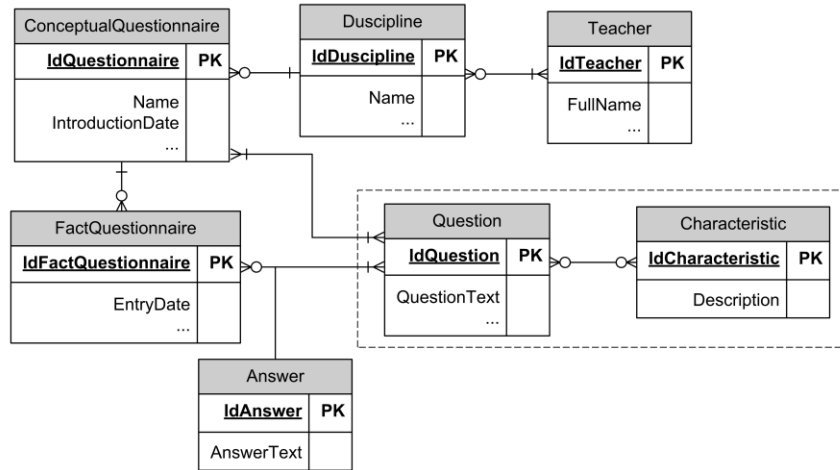 ConceptualQuestionnaire
IdQuestionnaire PK
Name
IntroductionDate
...
Duscipline
IdDuscipline PK
Name
...
Teacher
IdTeacher PK
FullName
...
FactQuestionnaire
IdFactQuestionnaire PK
EntryDate
...
Question
IdQuestion PK
QuestionText
...
Characteristic
IdCharacteristic PK
Description
Answer
IdAnswer PK
AnswerText